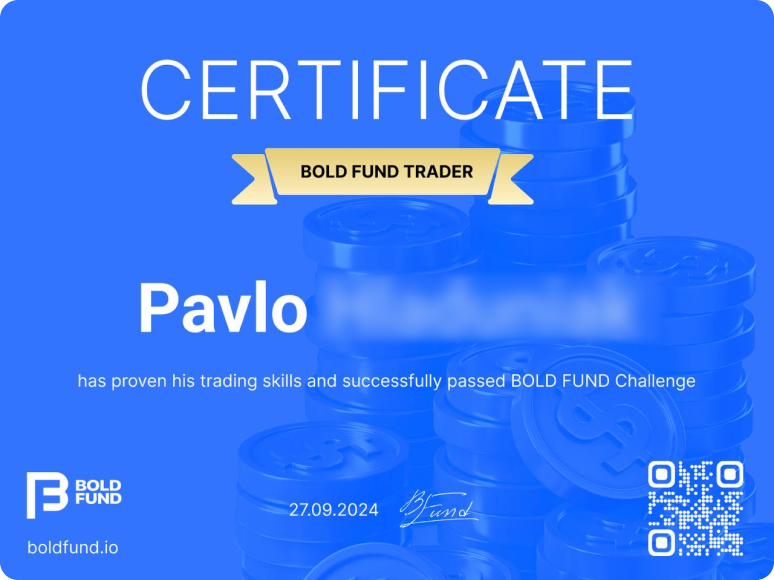 CERTIFICATE
BOLD FUND TRADER
Pavlo
has proven his trading skills and successfully passed BOLD FUND Challenge
BOLD
FUND
27.09.2024 BFund
boldfund.io